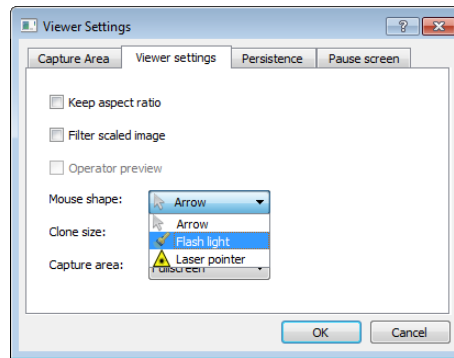 Viewer Settings
Capture Area Viewer settings Persistence Pause screen
Keep aspect ratio
Filter scaled image
Operator preview
Mouse shape: Arrow
Arrow
Clone size: Flash light
Laser pointer
Capture area: Fullscreen
OK Cancel